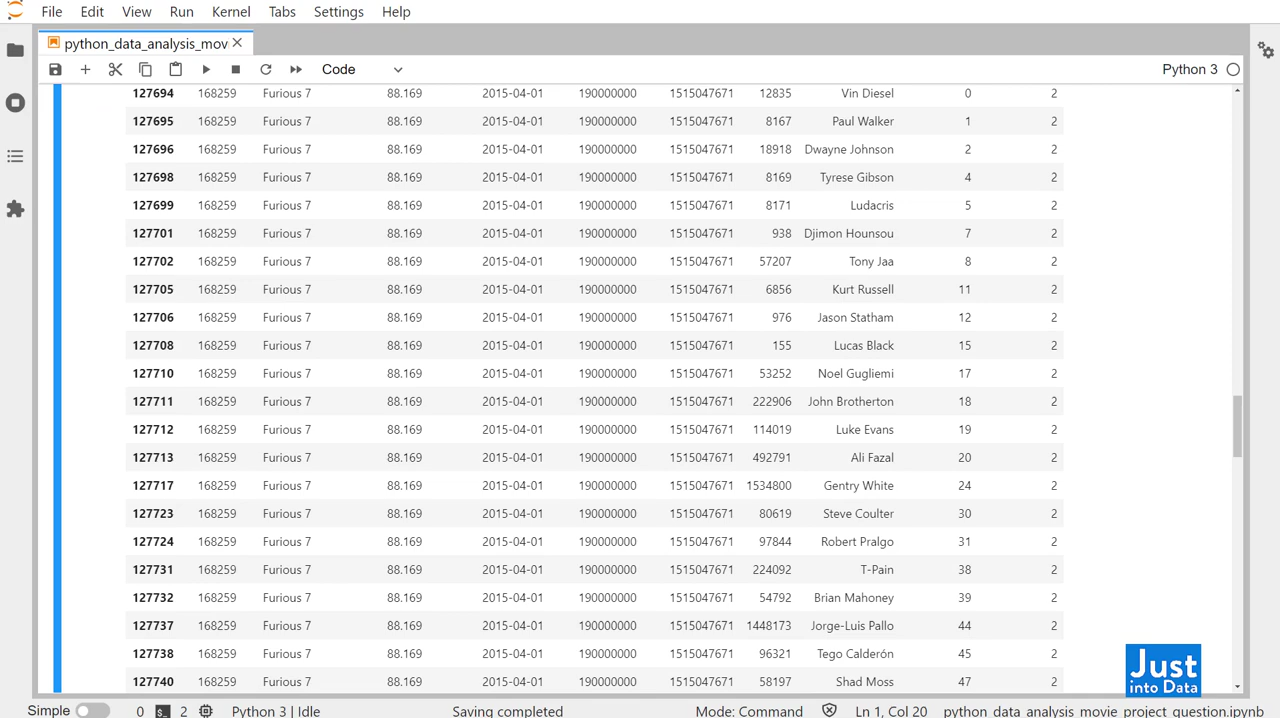 File Edit View Run Kernel Tabs Settings Help
python_data_analysis_mov
Code Python 3
127694 168259 Furious 7 88.169 2015-04-01 190000000 1515047671 12835 Vin Diesel 0 2
127695 168259 Furious 7 88.169 2015-04-01 190000000 1515047671 8167 Paul Walker 1 2
127696 168259 Furious 7 88.169 2015-04-01 190000000 1515047671 18918 Dwayne Johnson 2 2
127698 168259 Furious 7 88.169 2015-04-01 190000000 1515047671 8169 Tyrese Gibson 4 2
127699 168259 Furious 7 88.169 2015-04-01 190000000 1515047671 8171 Ludacris 5 2
127701 168259 Furious 7 88.169 2015-04-01 190000000 1515047671 938 Djimon Hounsou 7 2
127702 168259 Furious 7 88.169 2015-04-01 190000000 1515047671 57207 Tony Jaa 8 2
127705 168259 Furious 7 88.169 2015-04-01 190000000 1515047671 6856 Kurt Russell 11 2
127706 168259 Furious 7 88.169 2015-04-01 190000000 1515047671 976 Jason Statham 12 2
127708 168259 Furious 7 88.169 2015-04-01 190000000 1515047671 155 Lucas Black 15 2
127710 168259 Furious 7 88.169 2015-04-01 190000000 1515047671 53252 Noel Gugliemi 17 2
127711 168259 Furious 7 88.169 2015-04-01 190000000 1515047671 222906 John Brotherton 18 2
127712 168259 Furious 7 88.169 2015-04-01 190000000 1515047671 114019 Luke Evans 19 2
127713 168259 Furious 7 88.169 2015-04-01 190000000 1515047671 492791 Ali Fazal 20 2
127717 168259 Furious 7 88.169 2015-04-01 190000000 1515047671 1534800 Gentry White 24 2
127723 168259 Furious 7 88.169 2015-04-01 190000000 1515047671 80619 Steve Coulter 30 2
127724 168259 Furious 7 88.169 2015-04-01 190000000 1515047671 97844 Robert Pralgo 31 2
127731 168259 Furious 7 88.169 2015-04-01 190000000 1515047671 224092 T-Pain 38 2
127732 168259 Furious 7 88.169 2015-04-01 190000000 1515047671 54792 Brian Mahoney 39 2
127737 168259 Furious 7 88.169 2015-04-01 190000000 1515047671 1448173 Jorge-Luis Pallo 44 2
127738 168259 Furious 7 88.169 2015-04-01 190000000 1515047671 96321 Tego Calderón 45 2
127740 168259 Furious 7 88.169 2015-04-01 190000000 1515047671 58197 Shad Moss 47 2
Just
into Data
Simple 0 2 Python 3 | Idle Saving completed Mode: Command Ln 1, Col 20 python_data_analysis_movie_project_question.ipynb